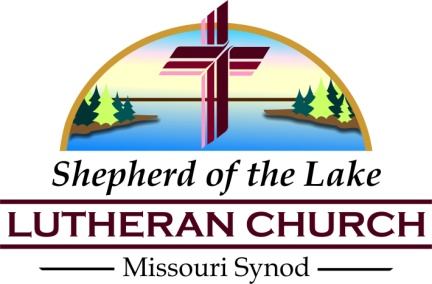 Shepherd of the Lake
LUTHERAN CHURCH
Missouri Synod